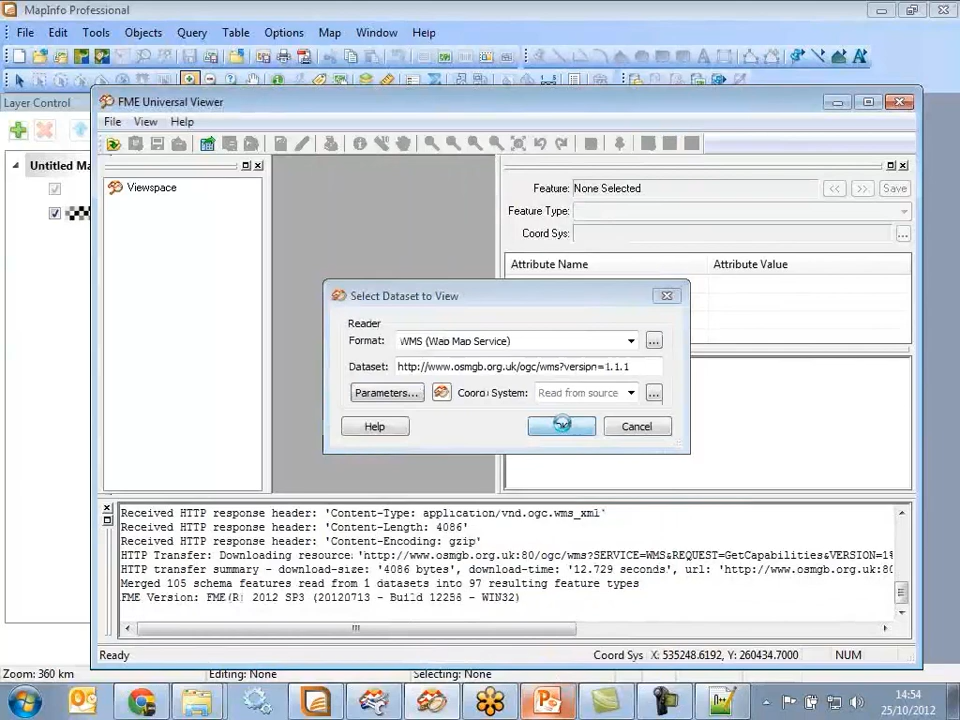 MapInfo Professional
File Edit Tools Objects Query Table Options Map Window Help
Layer Control
Untitled Ma
FME Universal Viewer
File View Help
Viewspace
Feature: None Selected << >> Save
Feature Type:
Coord Sys: ...
Attribute Name Attribute Value
Select Dataset to View
Reader
Format: WMS (Wap Map Service) ...
Dataset: http://www.osmgb.org.uk/ogc/wms?version=1.1.1
Parameters... Coord System: Read from source ...
Help Cancel
Received HTTP response header: 'Content-Type: application/vnd.ogc.wms_xml'
Received HTTP response header: 'Content-Length: 4086'
Received HTTP response header: 'Content-Encoding: gzip'
HTTP Transfer: Downloading resource 'http://www.osmgb.org.uk:80/ogc/wms?SERVICE=WMS&REQUEST=GetCapabilities&VERSION=1%
HTTP transfer summary - download-size: '4086 bytes', download-time: '12.729 seconds', url: 'http://www.osmgb.org.uk:80
Merged 105 schema features read from 1 datasets into 97 resulting feature types
FME Version: FME(R) 2012 SP3 (20120713 - Build 12256 - WIN32)
Ready Coord Sys X: 535248.6192, Y: 260434.7000 NUM
Zoom: 360 km Editing: None Selecting: None
14:54
25/10/2012